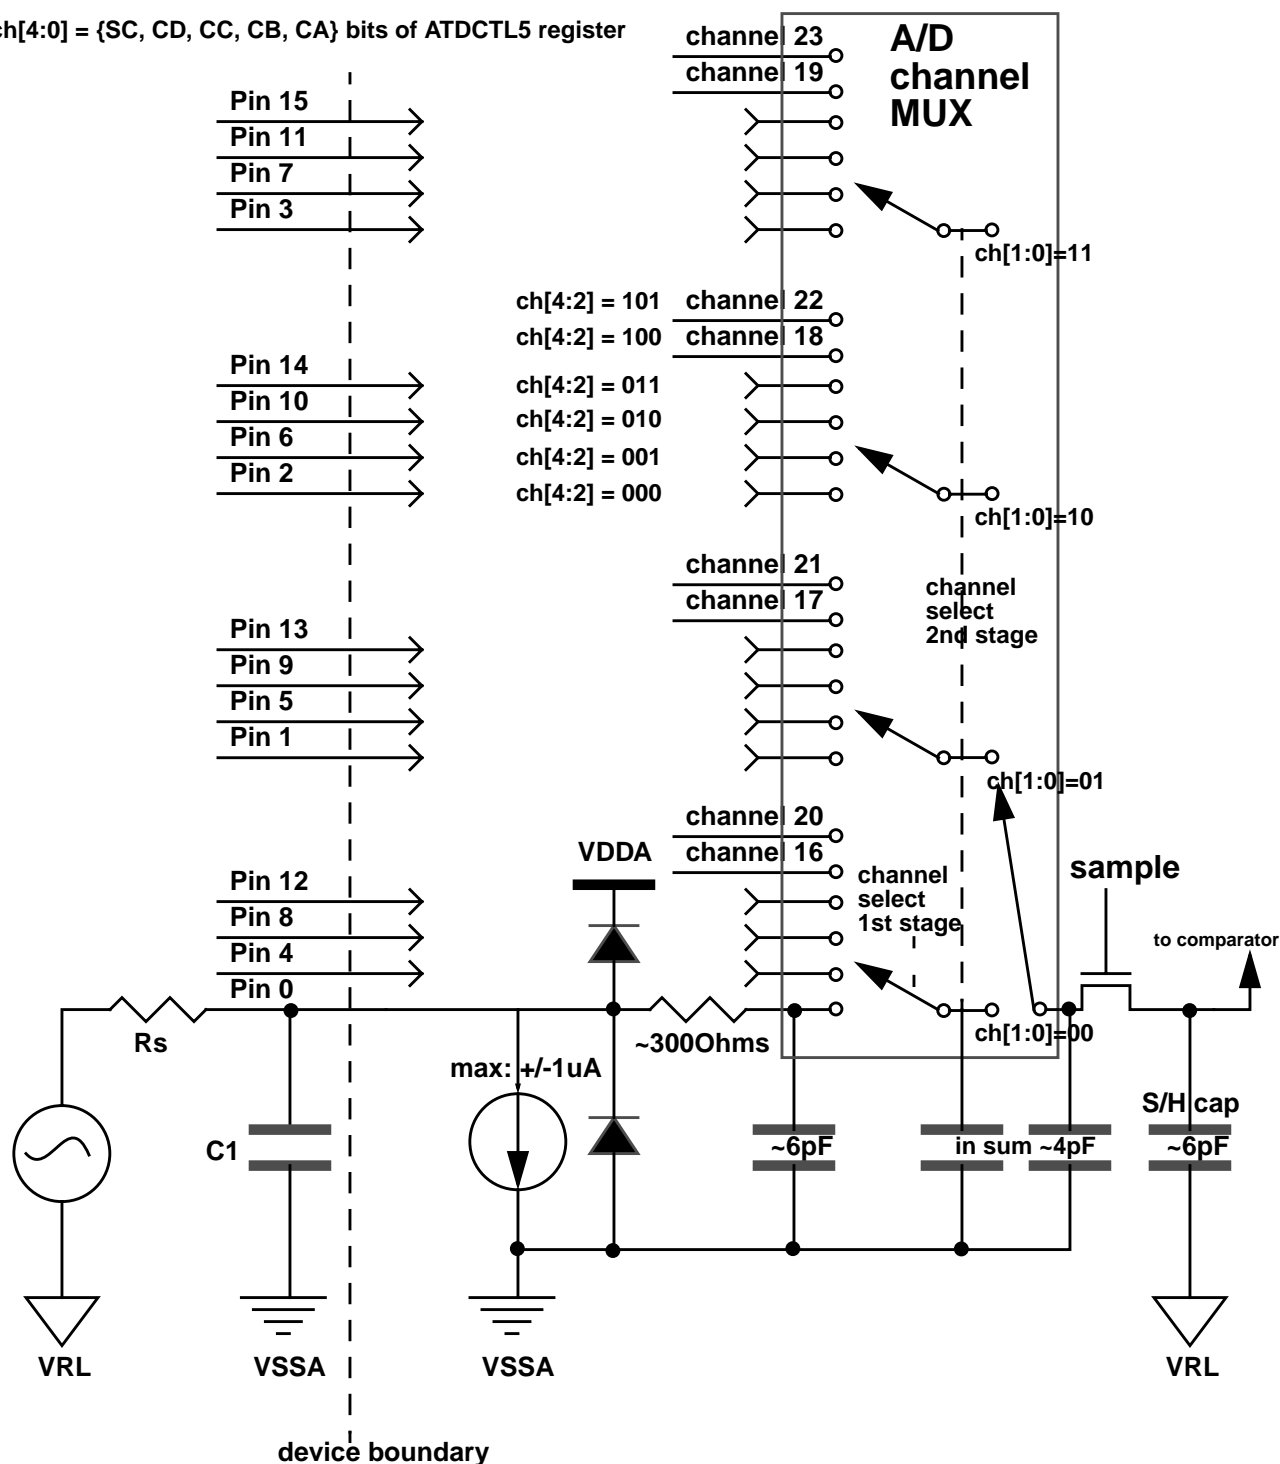 ch[4:0] = {SC, CD, CC, CB, CA} bits of ATDCTL5 register
channel 23
channel 19
A/D
channel
MUX
Pin 15
Pin 11
Pin 7
Pin 3
ch[1:0]=11
ch[4:2] = 101
channel 22
ch[4:2] = 100
channel 18
Pin 14
ch[4:2] = 011
Pin 10
ch[4:2] = 010
Pin 6
ch[4:2] = 001
Pin 2
ch[4:2] = 000
ch[1:0]=10
channel 21
channel 17
channel
select
2nd stage
Pin 13
Pin 9
Pin 5
Pin 1
ch[1:0]=01
channel 20
channel 16
VDDA
channel
select
1st stage
sample
Pin 12
Pin 8
Pin 4
Pin 0
to comparator
Rs
~300Ohms
ch[1:0]=00
max: +/-1uA
C1
~6pF
in sum ~4pF
S/H cap
~6pF
VRL
VSSA
VSSA
VRL
device boundary